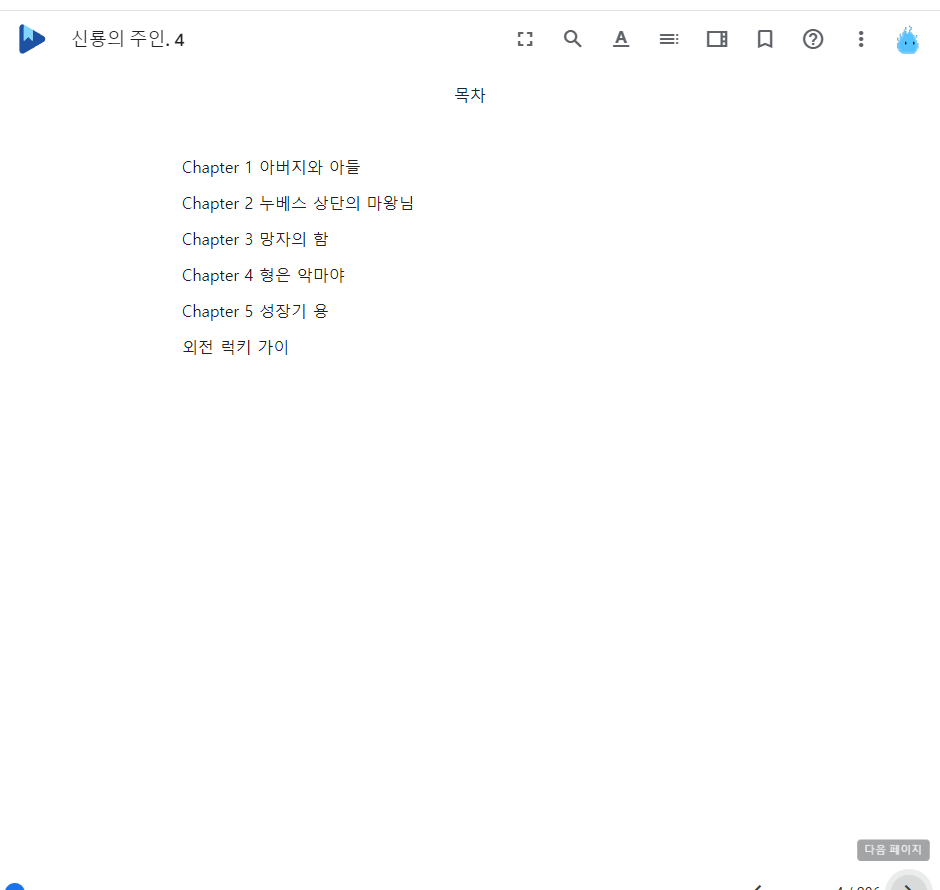 신룡의 주인. 4
목차
Chapter 1 아버지와 아들
Chapter 2 누베스 상단의 마왕님
Chapter 3 망자의 함
Chapter 4 형은 악마야
Chapter 5 성장기 용
외전 럭키 가이
다음 페이지